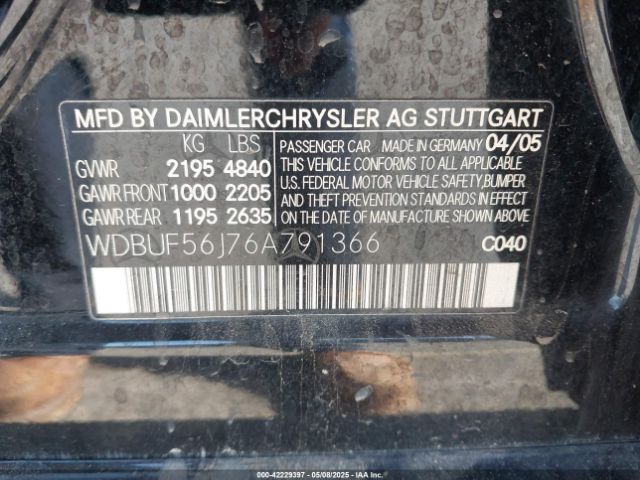 MFD BY DAIMLERCHRYSLER AG STUTTGART
KG LBS
GVWR 2195 4840
GAWR FRONT 1000 2205
GAWR REAR 1195 2635
PASSENGER CAR MADE IN GERMANY 04/05
THIS VEHICLE CONFORMS TO ALL APPLICABLE
U.S. FEDERAL MOTOR VEHICLE SAFETY, BUMPER
AND THEFT PREVENTION STANDARDS IN EFFECT
ON THE DATE OF MANUFACTURE SHOWN ABOVE
WDBUF56J76A791366 C040
000-42229397 05/08/2025 Copyright IAA, LLC.